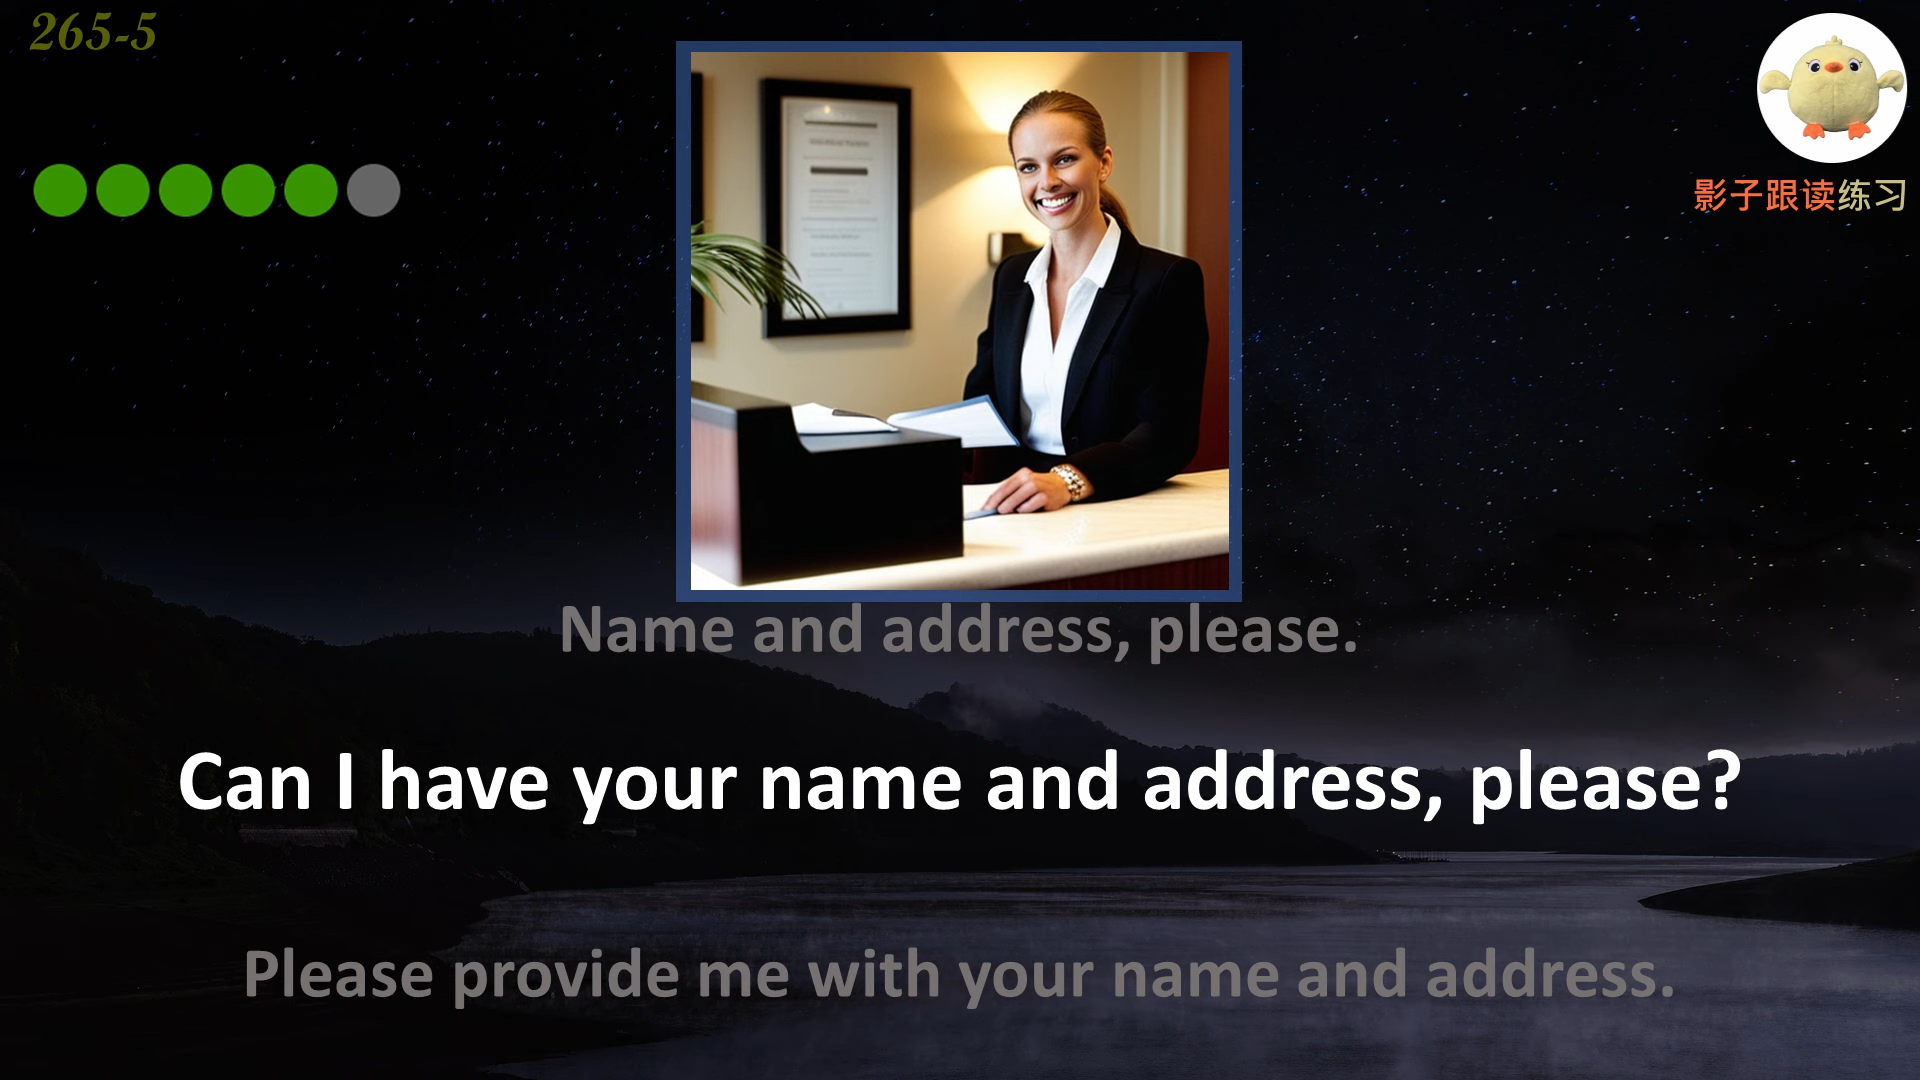 265-5
影子跟读练习
Name and address, please.
Can I have your name and address, please?
Please provide me with your name and address.